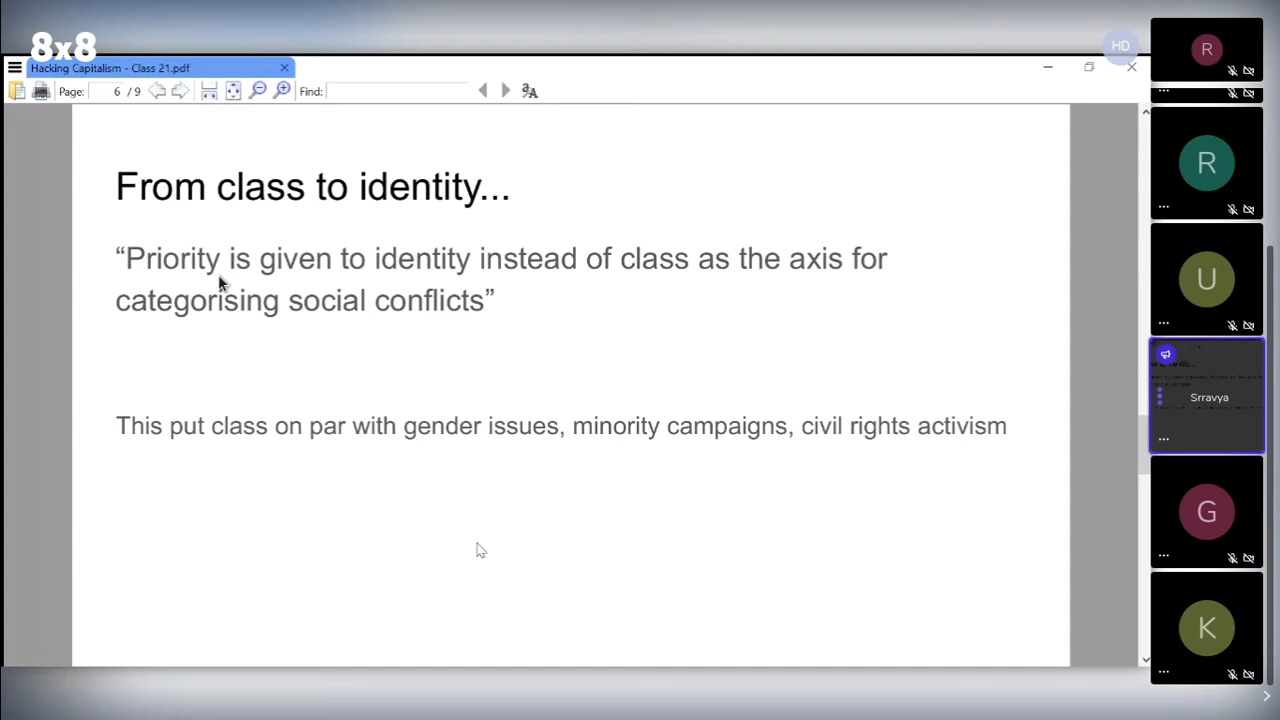 8x8
Hacking Capitalism - Class 21.pdf
HD
Page: 6 / 9 Find:
From class to identity...
“Priority is given to identity instead of class as the axis for
categorising social conflicts”
This put class on par with gender issues, minority campaigns, civil rights activism
R
R
U
Srravya
G
K